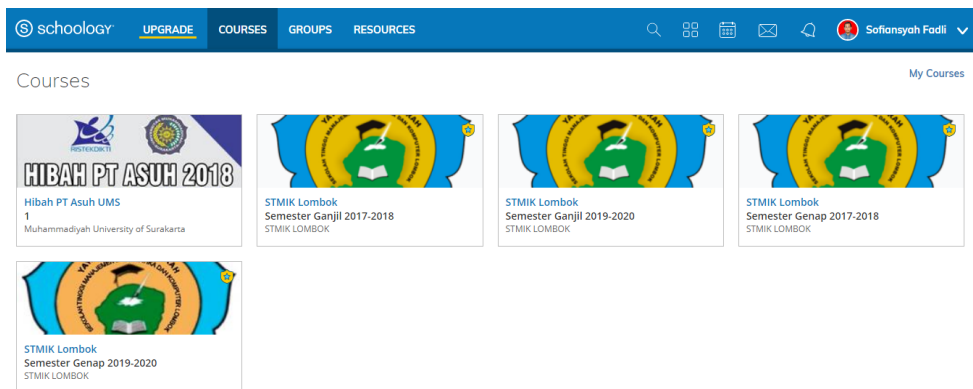 S schoology
UPGRADE
COURSES
GROUPS
RESOURCES
Sofiansyah Fadli
Courses
My Courses
RISTEKDIKTI
HIBAH PT ASUH 2018
Hibah PT Asuh UMS
1
Muhammadiyah University of Surakarta
STMIK Lombok
Semester Ganjil 2017-2018
STMIK LOMBOK
STMIK Lombok
Semester Ganjil 2019-2020
STMIK LOMBOK
STMIK Lombok
Semester Genap 2017-2018
STMIK LOMBOK
STMIK Lombok
Semester Genap 2019-2020
STMIK LOMBOK